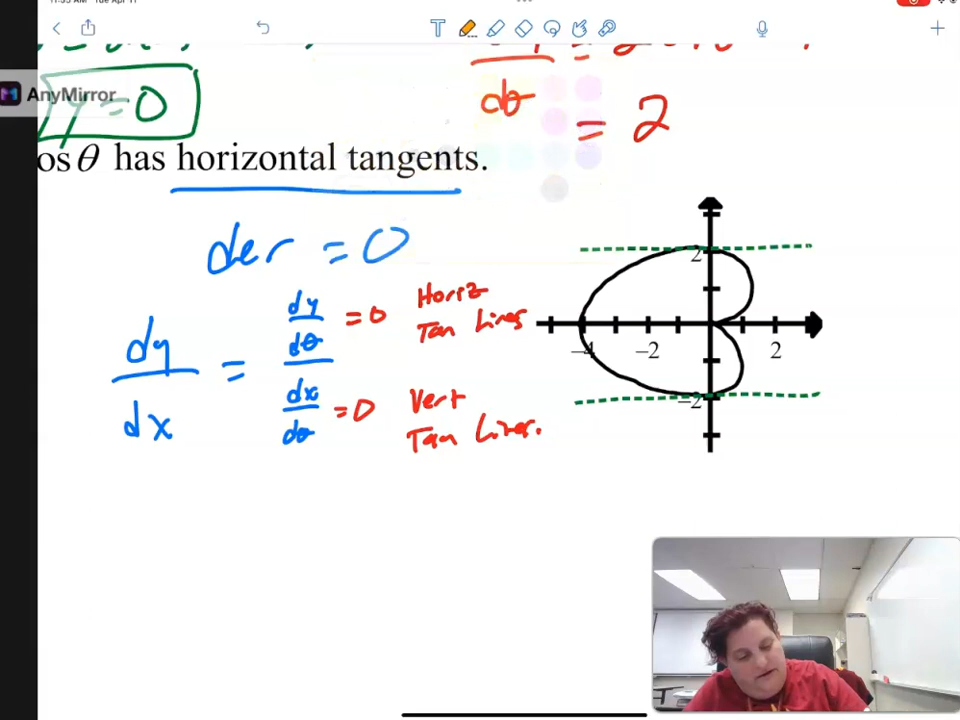 AnyMirror
y = 0
dθ
= 2
os θ has horizontal tangents.
der = 0
dy/dx = dy/dθ / dx/dθ
= 0 Horiz Tan Lines
= 0 Vert Tan Lines.
2
-4 -2 2
-2